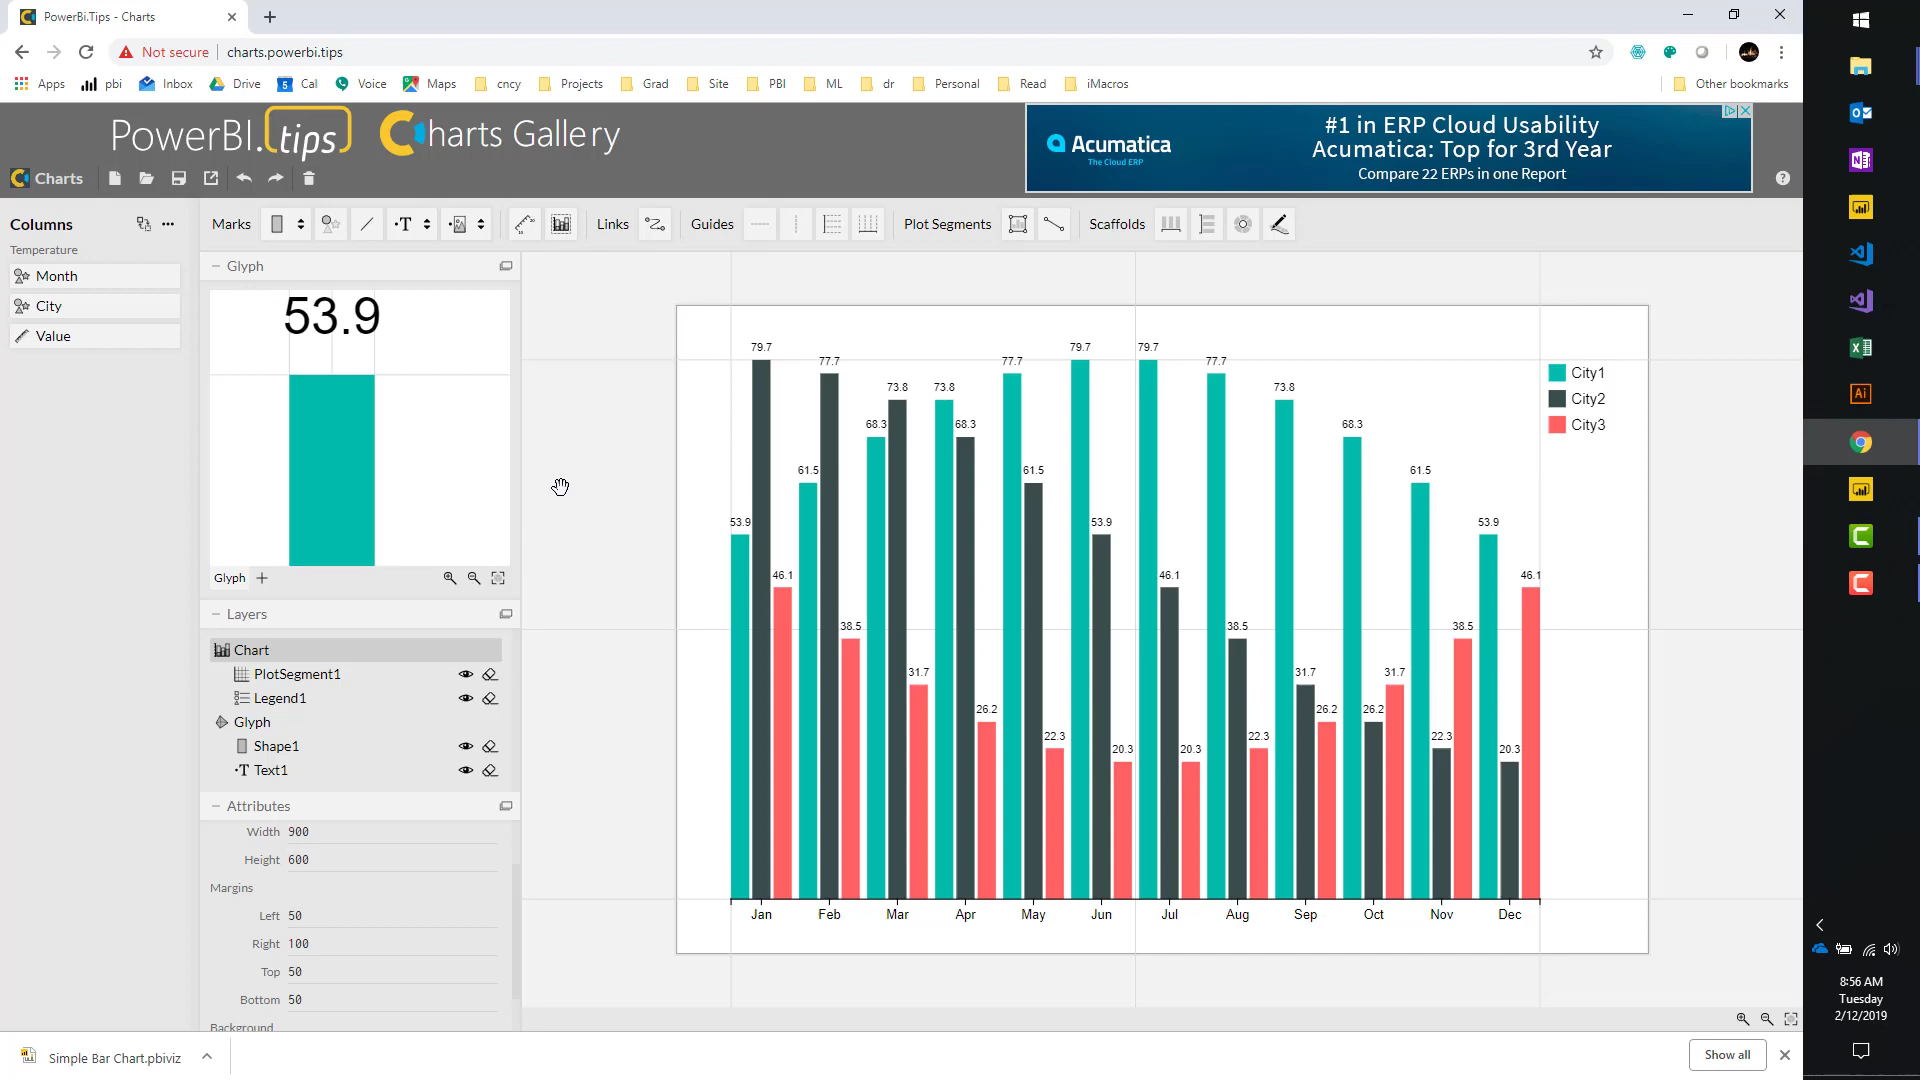 PowerBi.Tips - Charts
Not secure charts.powerbi.tips
Apps pbi Inbox Drive 5 Cal Voice Maps cncy Projects Grad Site PBI ML dr Personal Read iMacros Other bookmarks
PowerBI.tips Charts Gallery
Acumatica
The Cloud ERP
#1 in ERP Cloud Usability
Acumatica: Top for 3rd Year
Compare 22 ERPs in one Report
Charts
Columns
Marks Links Guides Plot Segments Scaffolds
Temperature
Month
City
Value
Glyph
53.9
Glyph
Layers
Chart
PlotSegment1
Legend1
Glyph
Shape1
Text1
Attributes
Width 900
Height 600
Margins
Left 50
Right 100
Top 50
Bottom 50
Background
79.7 79.7 79.7
77.7 77.7 77.7
73.8 73.8 73.8
68.3 68.3 68.3
61.5 61.5 61.5
53.9 53.9 53.9
46.1 46.1 46.1
38.5 38.5 38.5
31.7 31.7 31.7
26.2 26.2 26.2
22.3 22.3 22.3
20.3 20.3 20.3
City1
City2
City3
Jan Feb Mar Apr May Jun Jul Aug Sep Oct Nov Dec
Simple Bar Chart.pbiviz
Show all
8:56 AM
Tuesday
2/12/2019